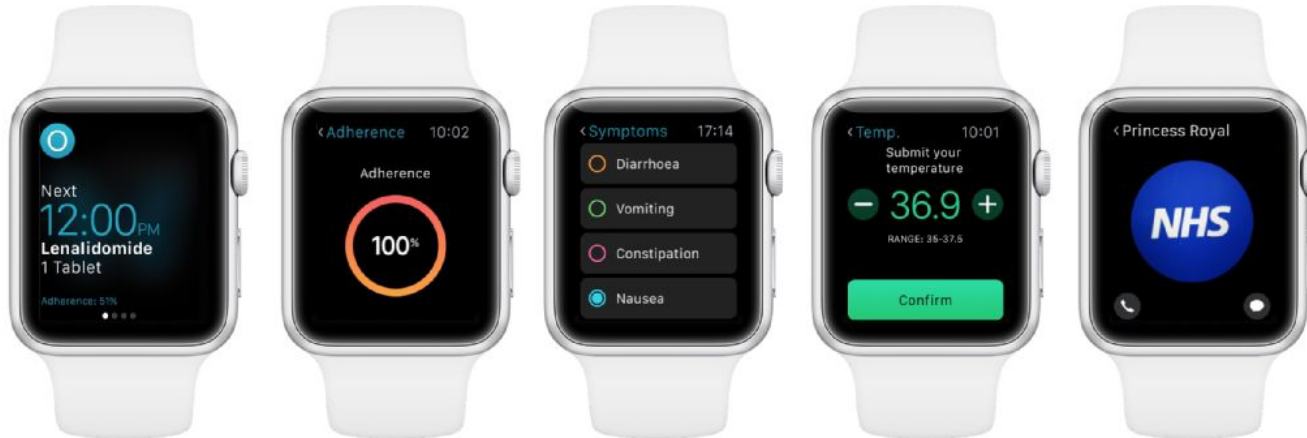 O
Next
12:00PM
Lenalidomide
1 Tablet
Adherence: 51%
<Adherence 10:02
Adherence
100%
<Symptoms 17:14
Diarrhoea
Vomiting
Constipation
Nausea
<Temp. 10:01
Submit your
temperature
− 36.9 +
RANGE: 35-37.5
Confirm
<Princess Royal
NHS